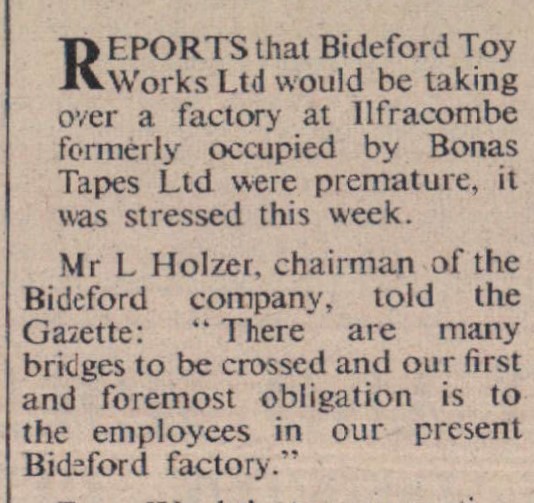 REPORTS that Bideford Toy
Works Ltd would be taking
over a factory at Ilfracombe
formerly occupied by Bonas
Tapes Ltd were premature, it
was stressed this week.
Mr L Holzer, chairman of the
Bideford company, told the
Gazette: “There are many
bridges to be crossed and our first
and foremost obligation is to
the employees in our present
Bideford factory.”